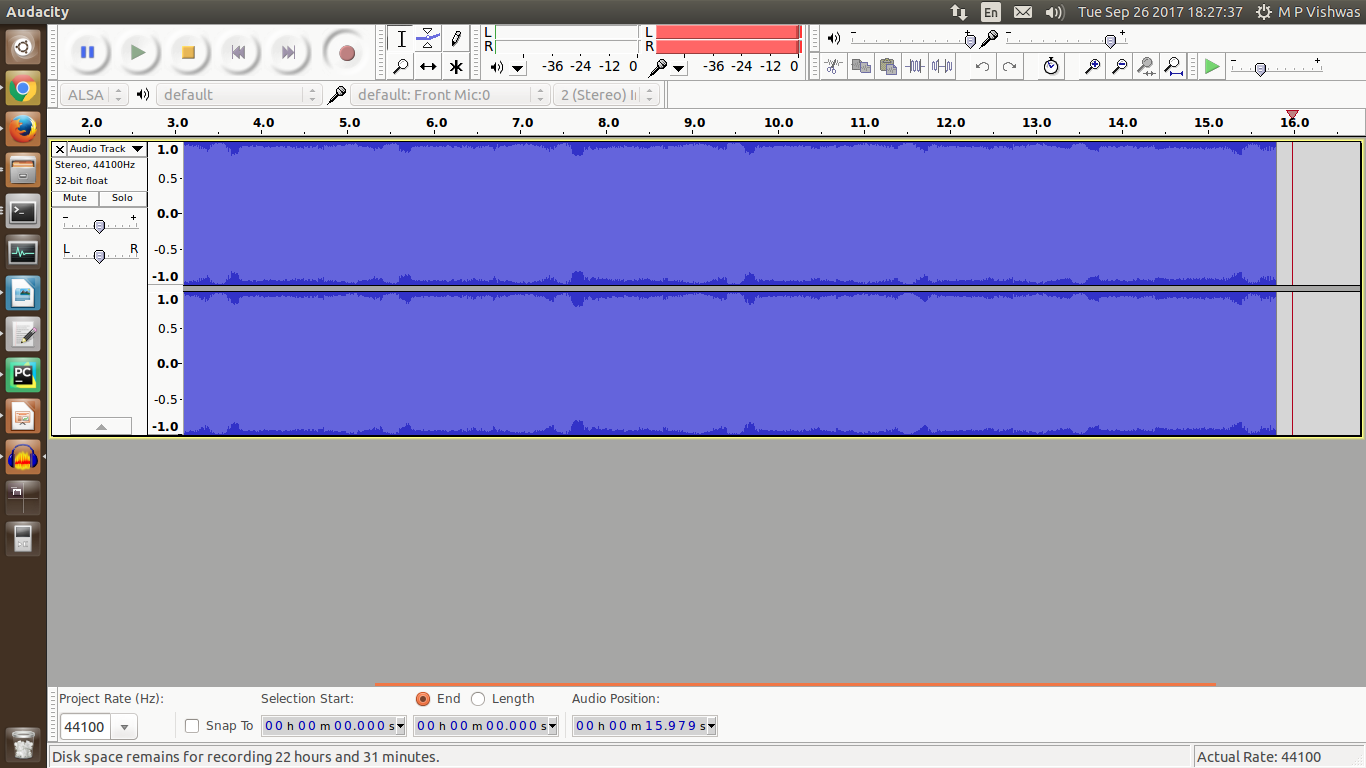 Audacity
En
Tue Sep 26 2017 18:27:37
M P Vishwas
L
R
-36 -24 -12 0
L
R
-36 -24 -12 0
ALSA
default
default: Front Mic:0
2 (Stereo) I
2.0 3.0 4.0 5.0 6.0 7.0 8.0 9.0 10.0 11.0 12.0 13.0 14.0 15.0 16.0
Audio Track
Stereo, 44100Hz
32-bit float
Mute Solo
- +
L R
1.0
0.5
0.0
-0.5
-1.0
1.0
0.5
0.0
-0.5
-1.0
PC
Project Rate (Hz):
44100
Snap To
Selection Start:
00 h 00 m 00.000 s
End
Length
00 h 00 m 00.000 s
Audio Position:
00 h 00 m 15.979 s
Disk space remains for recording 22 hours and 31 minutes.
Actual Rate: 44100